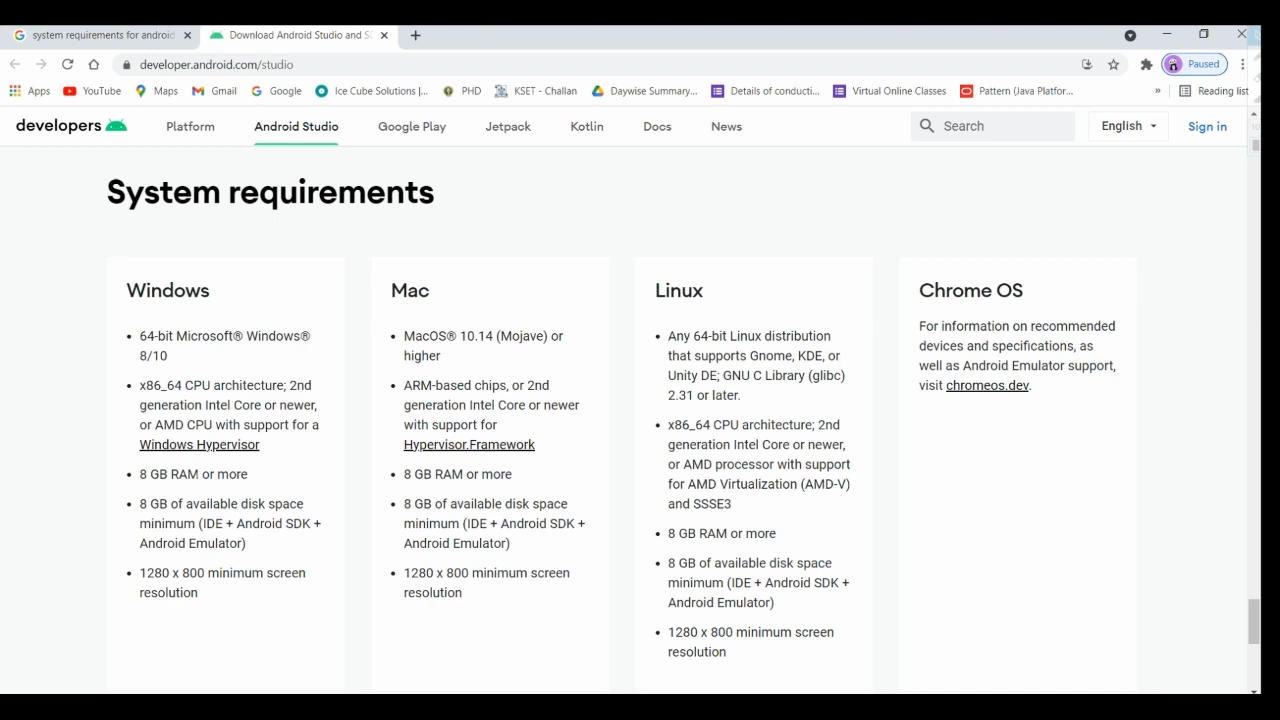 system requirements for android
Download Android Studio and S
developer.android.com/studio
Paused
Apps
YouTube
Maps
Gmail
Google
Ice Cube Solutions |...
PHD
KSET - Challan
Daywise Summary...
Details of conducti...
Virtual Online Classes
Pattern (Java Platfor...
»
Reading list
developers
Platform
Android Studio
Google Play
Jetpack
Kotlin
Docs
News
Search
English
Sign in
System requirements
Windows
• 64-bit Microsoft® Windows®
8/10
• x86_64 CPU architecture; 2nd
generation Intel Core or newer,
or AMD CPU with support for a
Windows Hypervisor
• 8 GB RAM or more
• 8 GB of available disk space
minimum (IDE + Android SDK +
Android Emulator)
• 1280 x 800 minimum screen
resolution
Mac
• MacOS® 10.14 (Mojave) or
higher
• ARM-based chips, or 2nd
generation Intel Core or newer
with support for
Hypervisor.Framework
• 8 GB RAM or more
• 8 GB of available disk space
minimum (IDE + Android SDK +
Android Emulator)
• 1280 x 800 minimum screen
resolution
Linux
• Any 64-bit Linux distribution
that supports Gnome, KDE, or
Unity DE; GNU C Library (glibc)
2.31 or later.
• x86_64 CPU architecture; 2nd
generation Intel Core or newer,
or AMD processor with support
for AMD Virtualization (AMD-V)
and SSSE3
• 8 GB RAM or more
• 8 GB of available disk space
minimum (IDE + Android SDK +
Android Emulator)
• 1280 x 800 minimum screen
resolution
Chrome OS
For information on recommended
devices and specifications, as
well as Android Emulator support,
visit chromeos.dev.